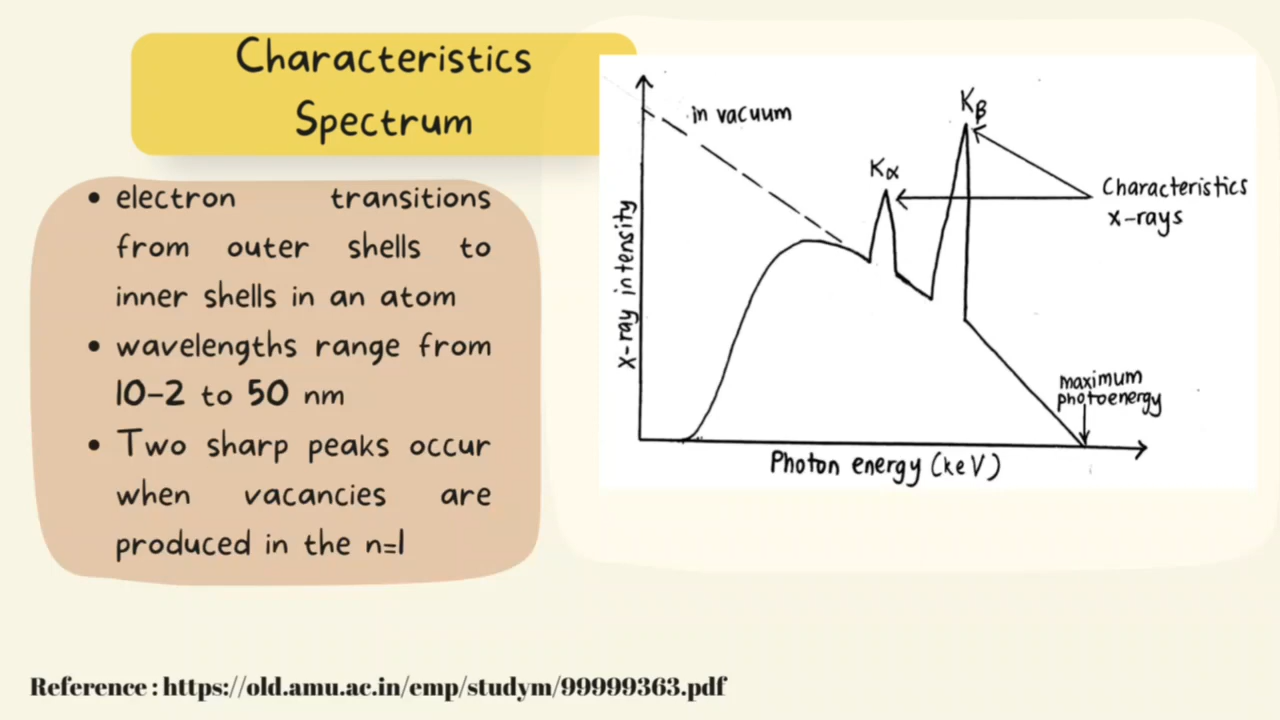 Characteristics
Spectrum
• electron transitions
from outer shells to
inner shells in an atom
• wavelengths range from
10-2 to 50 nm
• Two sharp peaks occur
when vacancies are
produced in the n=1
in vacuum
Kα
Kβ
Characteristics
x-rays
x-ray intensity
maximum
photoenergy
Photon energy (keV)
Reference : https://old.amu.ac.in/emp/studym/99999363.pdf